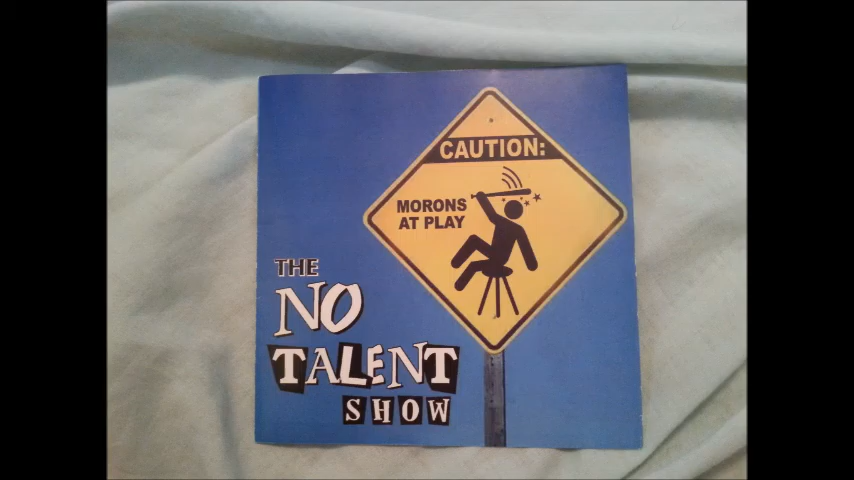 CAUTION:
MORONS
AT PLAY
THE
NO
TALENT
SHOW